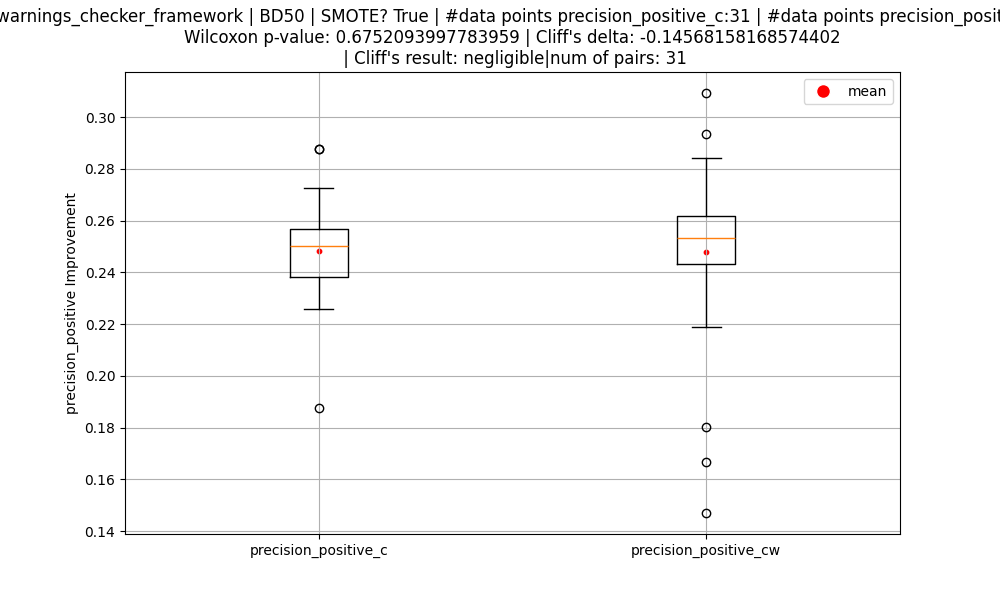 warnings_checker_framework | BD50 | SMOTE? True | #data points precision_positive_c:31 | #data points
Wilcoxon p-value: 0.6752093997783959 | Cliff's delta: -0.14568158168574402
| Cliff's result: negligible|num of pairs: 31
mean
0.30
0.28
0.26
0.24
0.22
0.20
0.18
0.16
0.14
precision_positive Improvement
precision_positive_c
precision_positive_cw